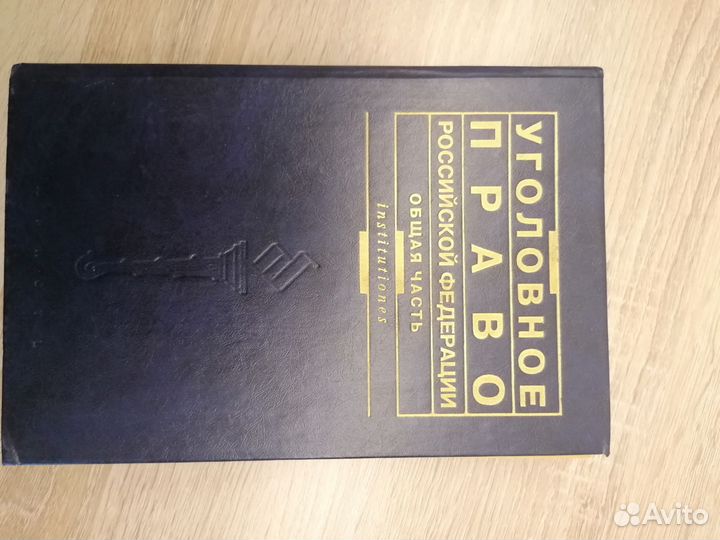 УГОЛОВНОЕ
ПРАВО
РОССИЙСКОЙ ФЕДЕРАЦИИ
ОБЩАЯ ЧАСТЬ
institutiones
Avito